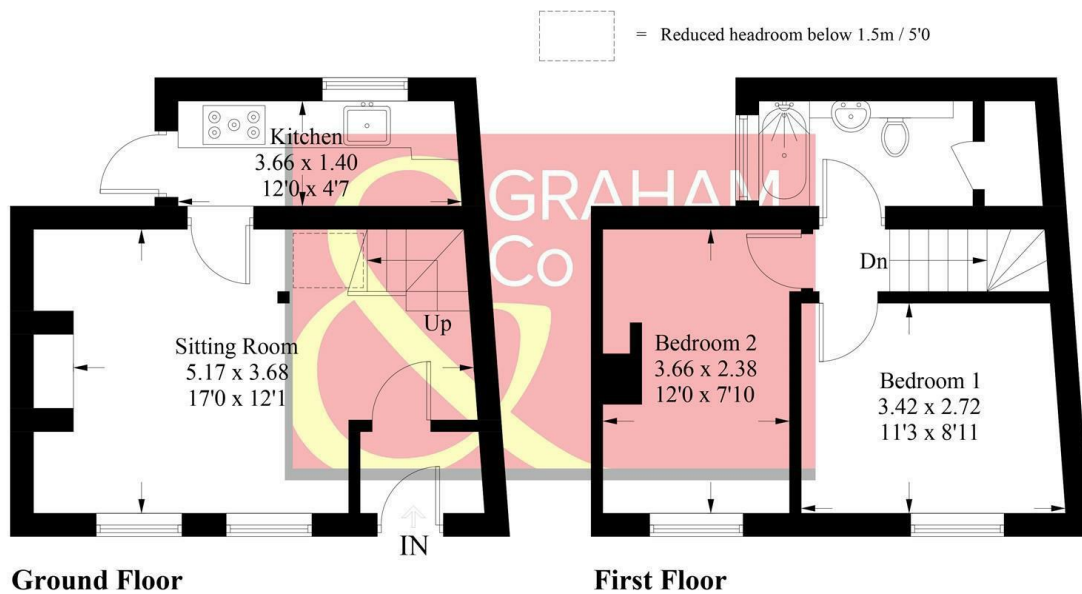 = Reduced headroom below 1.5m / 5'0
Kitchen
3.66 x 1.40
12'0 x 4'7
GRAHAM
& Co
Up
Sitting Room
5.17 x 3.68
17'0 x 12'1
IN
Dn
Bedroom 2
3.66 x 2.38
12'0 x 7'10
Bedroom 1
3.42 x 2.72
11'3 x 8'11
Ground Floor
First Floor